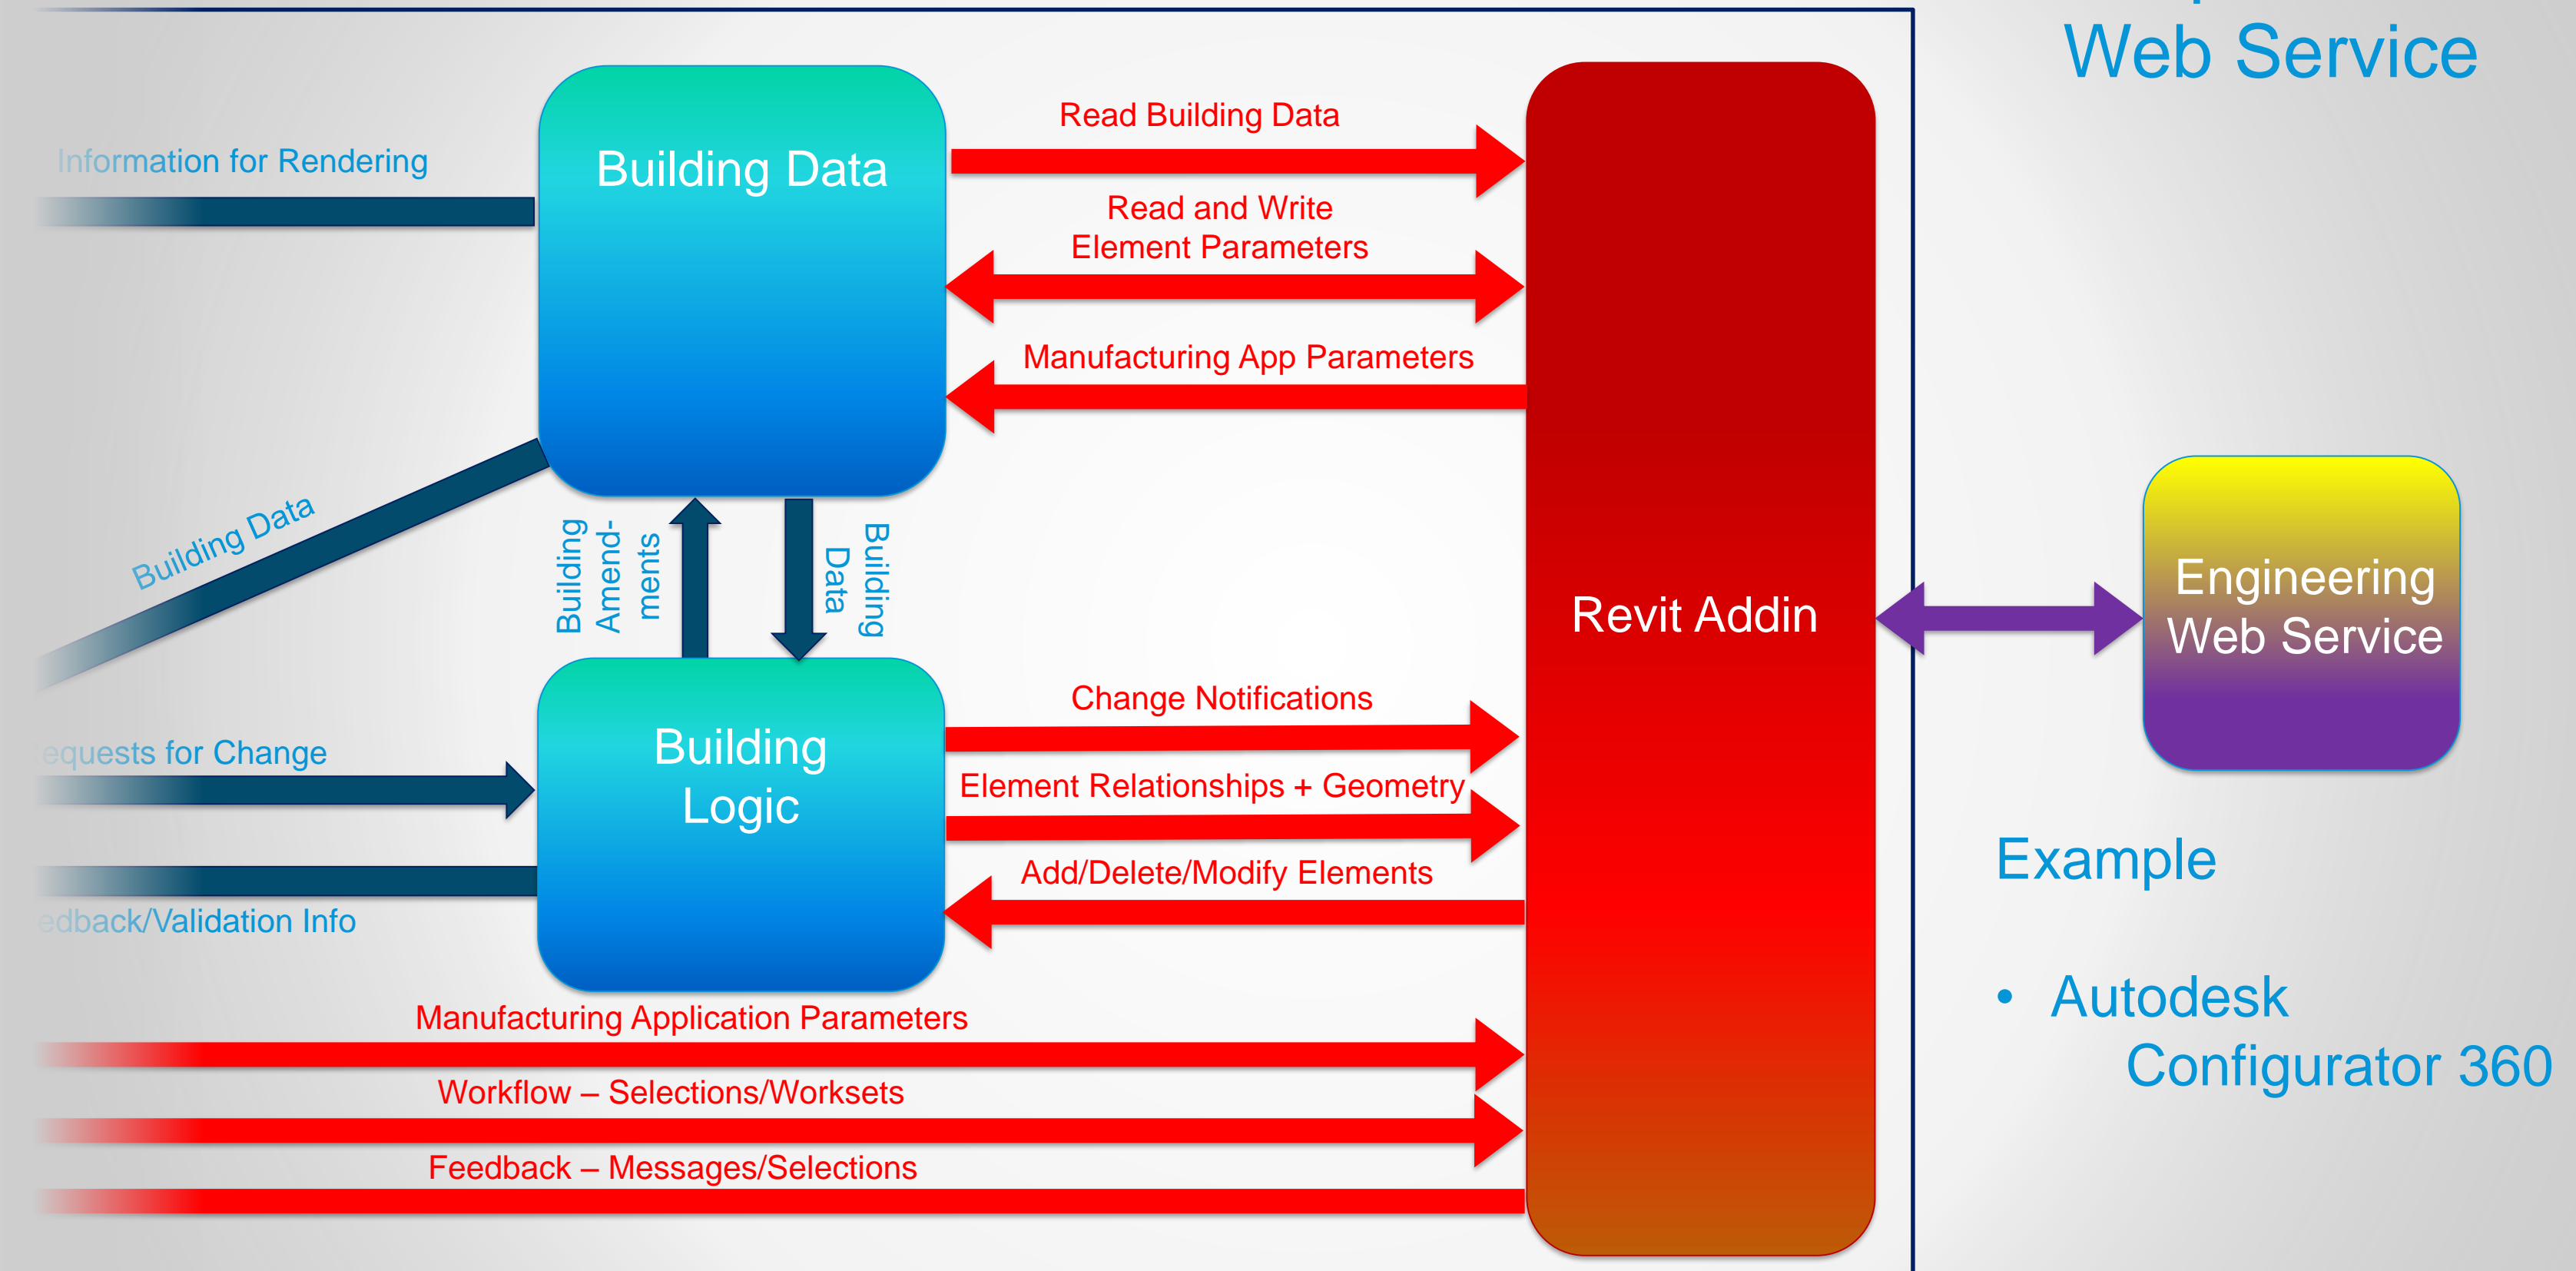 Web Service
Information for Rendering
Building Data
Read Building Data
Read and Write
Element Parameters
Manufacturing App Parameters
Building Data
Building
Amend-
ments
Building
Data
Revit Addin
Engineering
Web Service
for Change
Building
Logic
Change Notifications
Element Relationships + Geometry
Add/Delete/Modify Elements
Info
Example
• Autodesk
Configurator 360
Manufacturing Application Parameters
Workflow – Selections/Worksets
Feedback – Messages/Selections